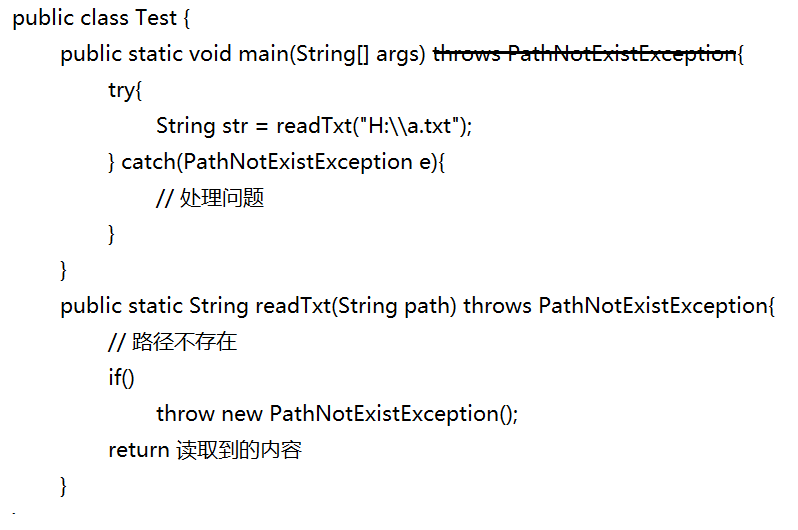 public class Test {
public static void main(String[] args) throws PathNotExistException{
try{
String str = readTxt("H:\\a.txt");
} catch(PathNotExistException e){
// 处理问题
}
}
public static String readTxt(String path) throws PathNotExistException{
// 路径不存在
if()
throw new PathNotExistException();
return 读取到的内容
}